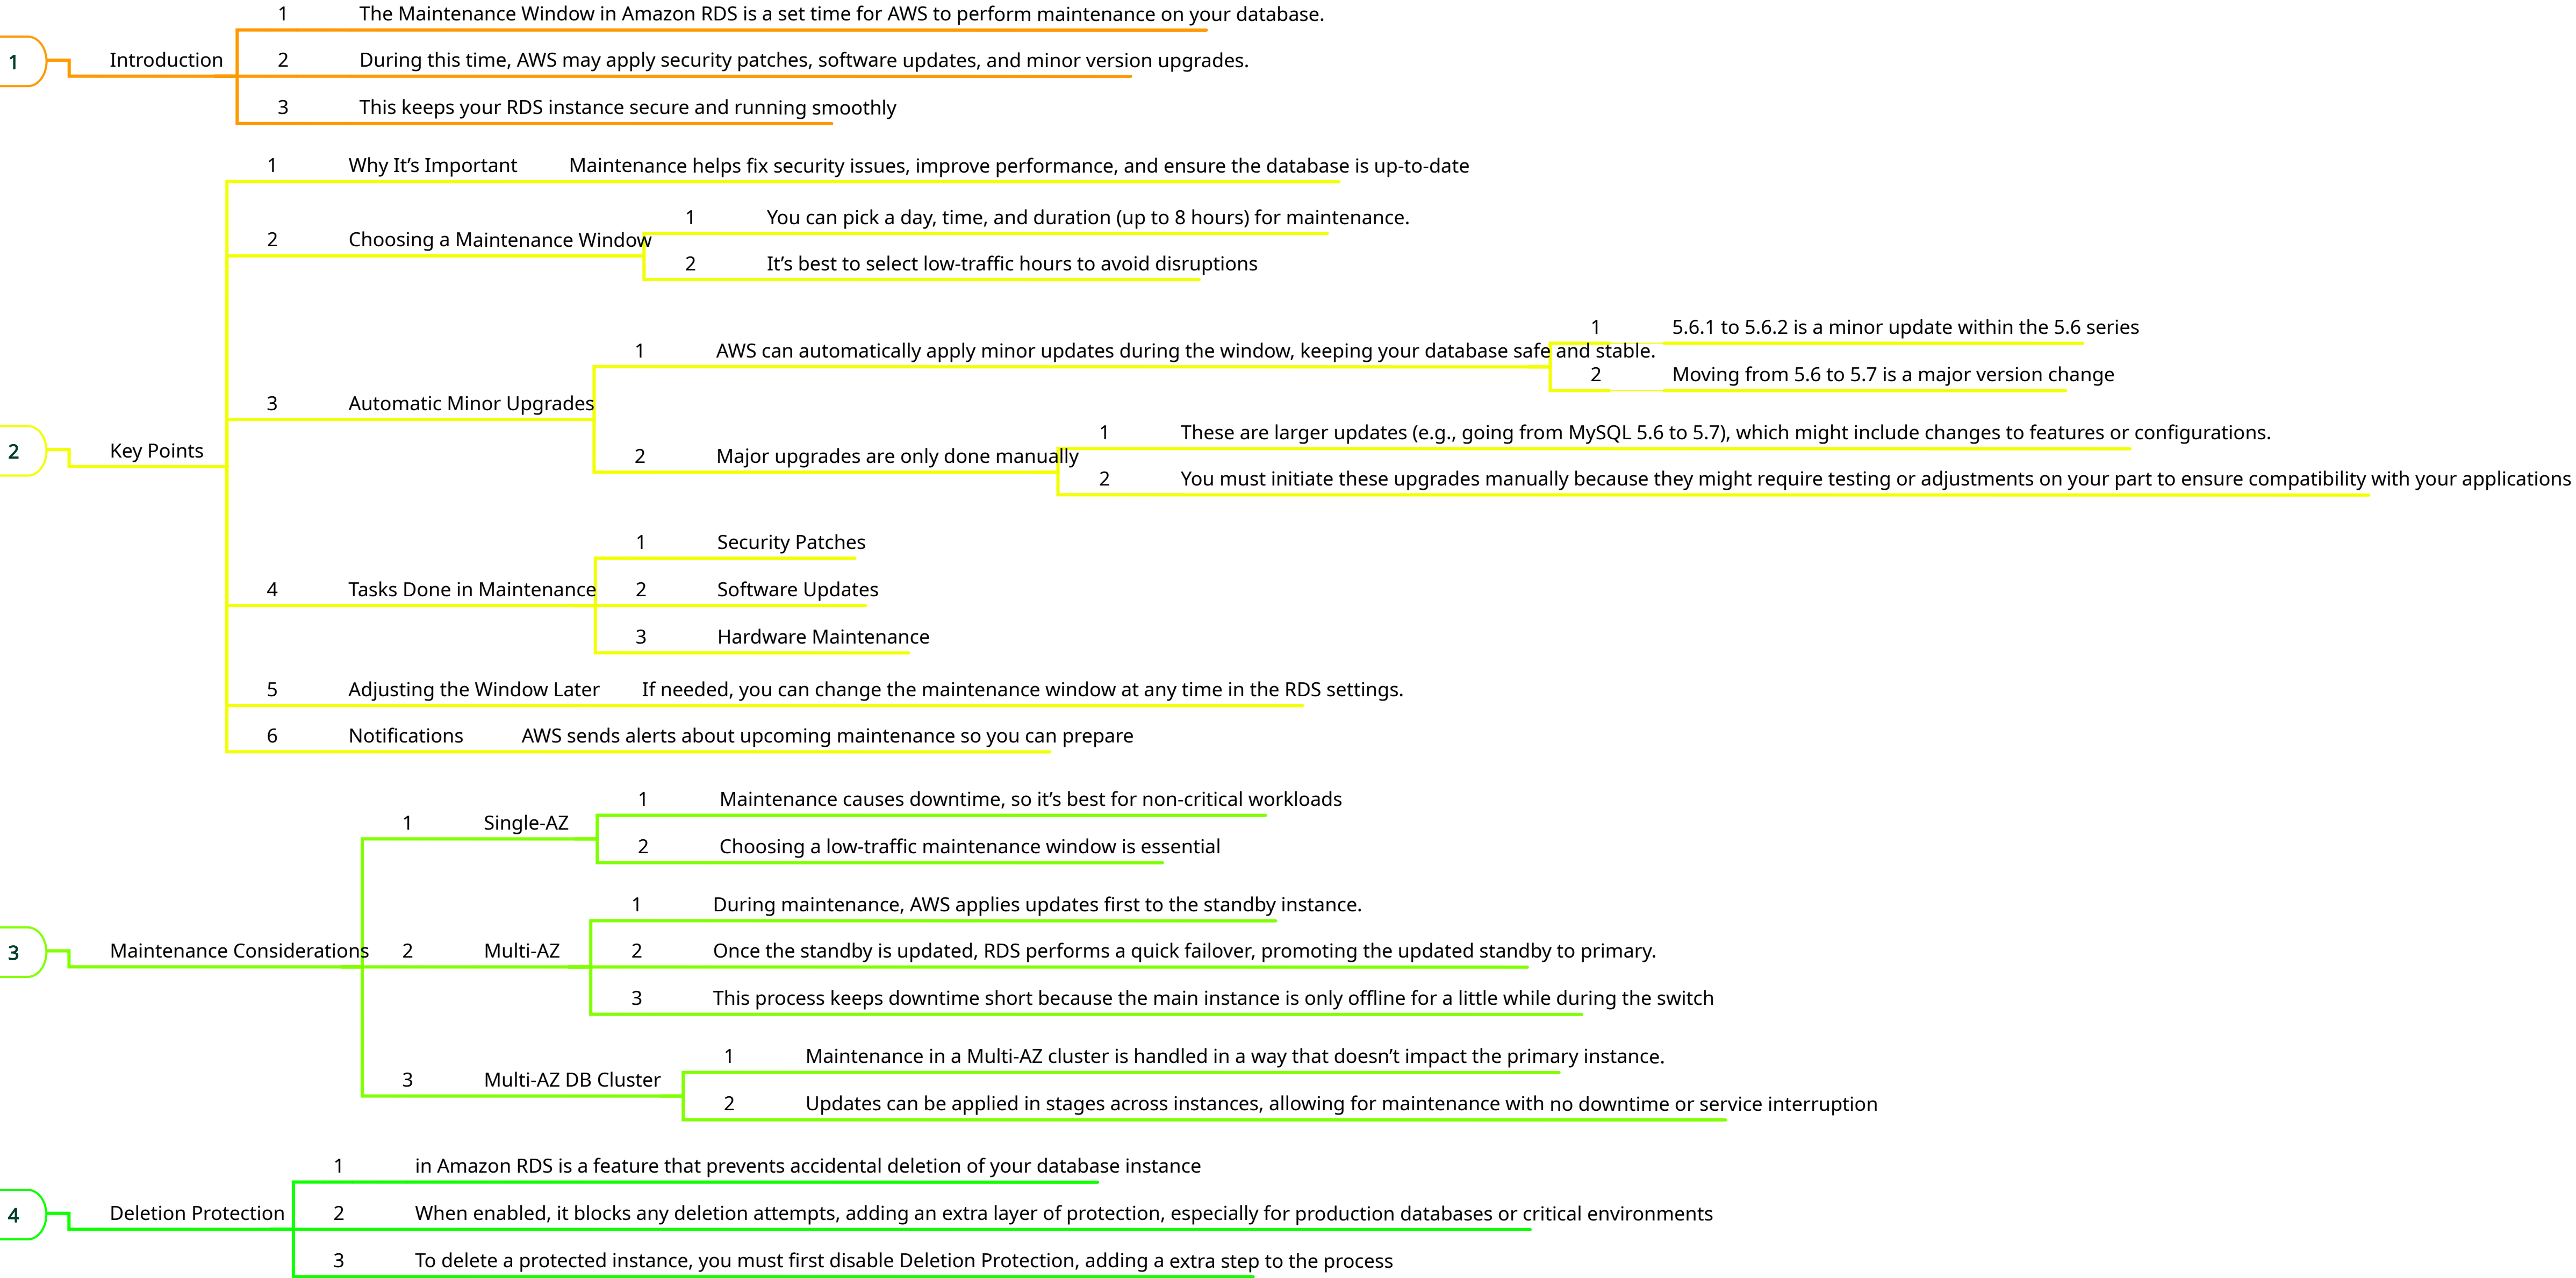 1
Introduction
1 The Maintenance Window in Amazon RDS is a set time for AWS to perform maintenance on your database.
2 During this time, AWS may apply security patches, software updates, and minor version upgrades.
3 This keeps your RDS instance secure and running smoothly
2
Key Points
1 Why It’s Important Maintenance helps fix security issues, improve performance, and ensure the database is up-to-date
2 Choosing a Maintenance Window
1 You can pick a day, time, and duration (up to 8 hours) for maintenance.
2 It’s best to select low-traffic hours to avoid disruptions
3 Automatic Minor Upgrades
1 AWS can automatically apply minor updates during the window, keeping your database safe and stable.
1 5.6.1 to 5.6.2 is a minor update within the 5.6 series
2 Moving from 5.6 to 5.7 is a major version change
2 Major upgrades are only done manually
1 These are larger updates (e.g., going from MySQL 5.6 to 5.7), which might include changes to features or configurations.
2 You must initiate these upgrades manually because they might require testing or adjustments on your part to ensure compatibility with your applications
4 Tasks Done in Maintenance
1 Security Patches
2 Software Updates
3 Hardware Maintenance
5 Adjusting the Window Later If needed, you can change the maintenance window at any time in the RDS settings.
6 Notifications AWS sends alerts about upcoming maintenance so you can prepare
3
Maintenance Considerations
1 Single-AZ
1 Maintenance causes downtime, so it’s best for non-critical workloads
2 Choosing a low-traffic maintenance window is essential
2 Multi-AZ
1 During maintenance, AWS applies updates first to the standby instance.
2 Once the standby is updated, RDS performs a quick failover, promoting the updated standby to primary.
3 This process keeps downtime short because the main instance is only offline for a little while during the switch
3 Multi-AZ DB Cluster
1 Maintenance in a Multi-AZ cluster is handled in a way that doesn’t impact the primary instance.
2 Updates can be applied in stages across instances, allowing for maintenance with no downtime or service interruption
4
Deletion Protection
1 in Amazon RDS is a feature that prevents accidental deletion of your database instance
2 When enabled, it blocks any deletion attempts, adding an extra layer of protection, especially for production databases or critical environments
3 To delete a protected instance, you must first disable Deletion Protection, adding a extra step to the process